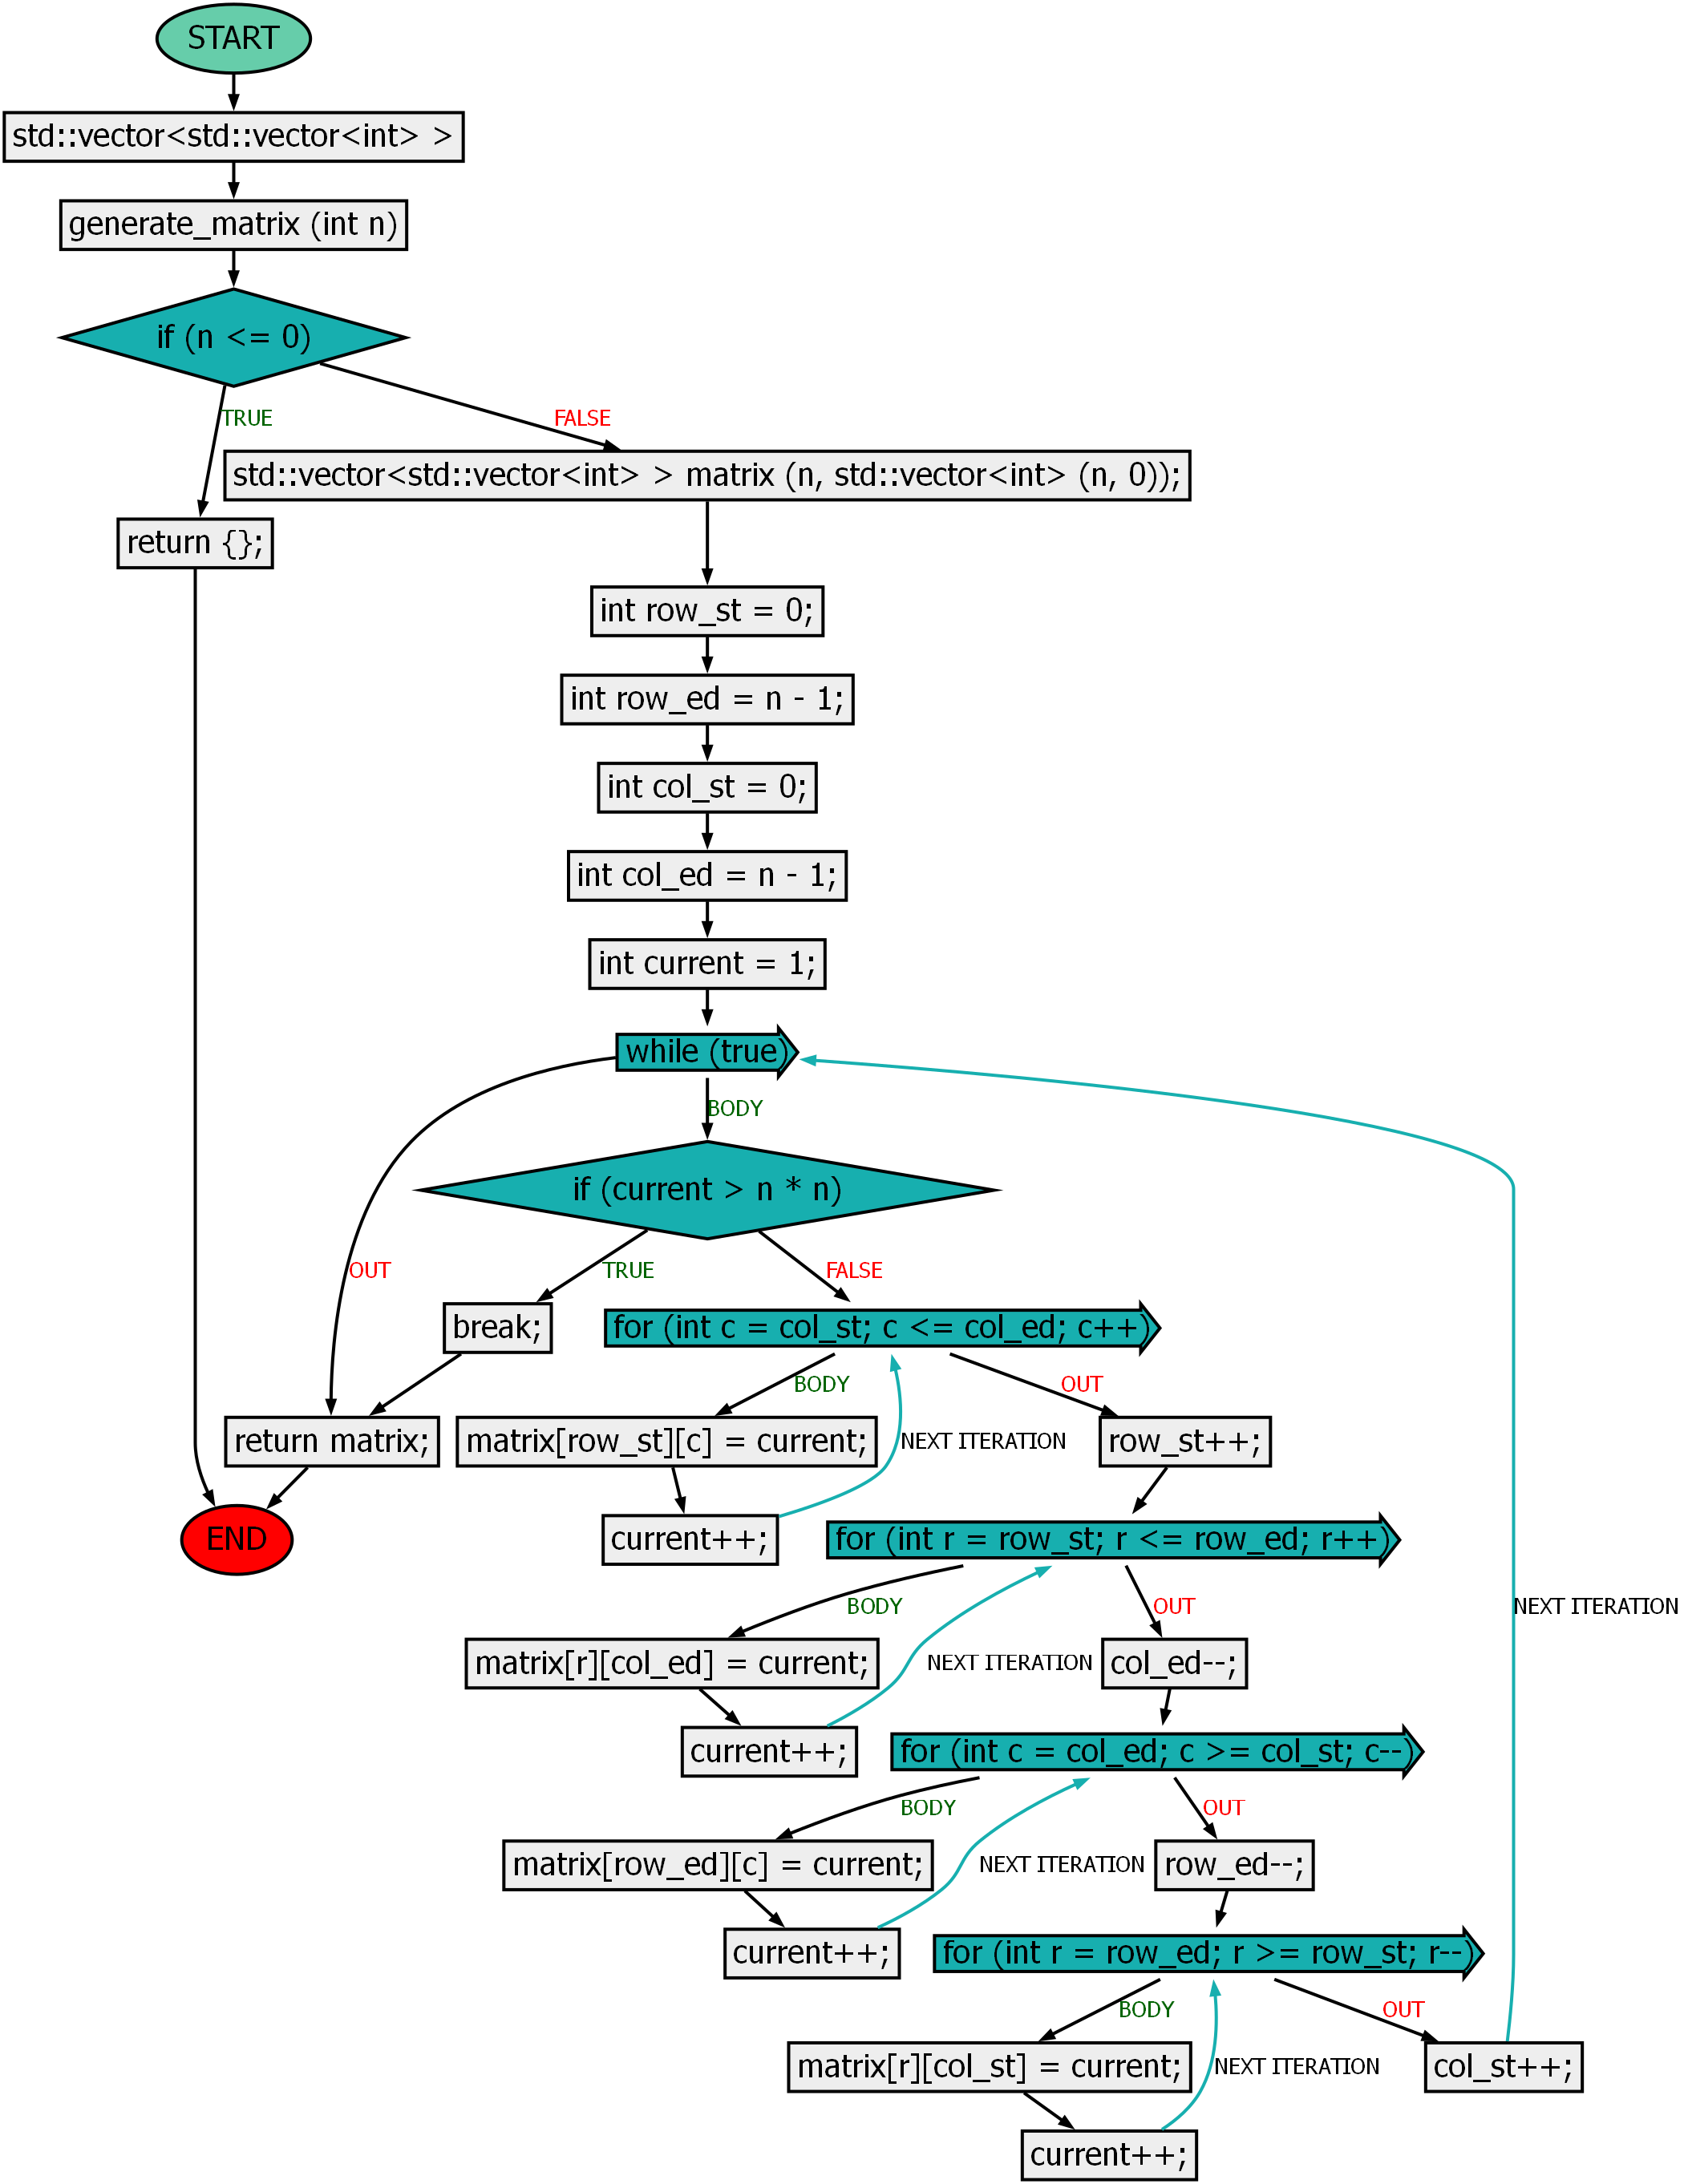 START
std::vector<std::vector<int> >
generate_matrix (int n)
if (n <= 0)
TRUE
FALSE
std::vector<std::vector<int> > matrix (n, std::vector<int> (n, 0));
return {};
int row_st = 0;
int row_ed = n - 1;
int col_st = 0;
int col_ed = n - 1;
int current = 1;
while (true)
BODY
if (current > n * n)
OUT
TRUE
FALSE
break;
for (int c = col_st; c <= col_ed; c++)
BODY
OUT
return matrix;
matrix[row_st][c] = current;
NEXT ITERATION
row_st++;
END
current++;
for (int r = row_st; r <= row_ed; r++)
BODY
OUT
NEXT ITERATION
matrix[r][col_ed] = current;
NEXT ITERATION
col_ed--;
current++;
for (int c = col_ed; c >= col_st; c--)
BODY
OUT
matrix[row_ed][c] = current;
NEXT ITERATION
row_ed--;
current++;
for (int r = row_ed; r >= row_st; r--)
BODY
OUT
matrix[r][col_st] = current;
NEXT ITERATION
col_st++;
current++;